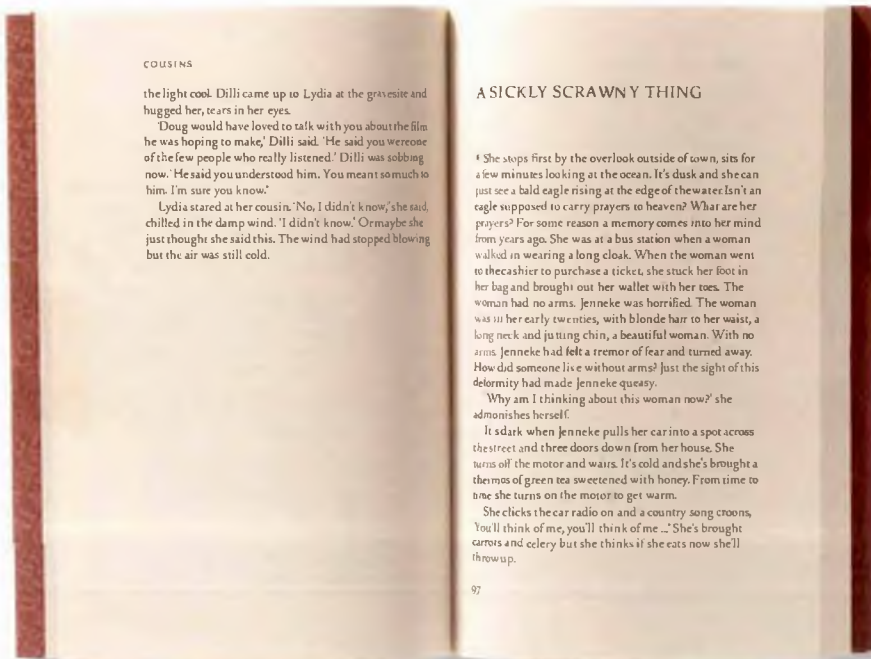 COUSINS
the light cool. Dilli came up to Lydia at the gravesite and
hugged her, tears in her eyes.
'Doug would have loved to talk with you about the film
he was hoping to make,' Dilli said. 'He said you were one
of the few people who really listened.' Dilli was sobbing
now. 'He said you understood him. You meant so much to
him. I'm sure you know.'
Lydia stared at her cousin. 'No, I didn't know,' she said,
chilled in the damp wind. 'I didn't know.' Or maybe she
just thought she said this. The wind had stopped blowing
but the air was still cold.
A SICKLY SCRAWNY THING
She stops first by the overlook outside of town, sits for
a few minutes looking at the ocean. It's dusk and she can
just see a bald eagle rising at the edge of the water. Isn't an
eagle supposed to carry prayers to heaven? What are her
prayers? For some reason a memory comes into her mind
from years ago. She was at a bus station when a woman
walked in wearing a long cloak. When the woman went
to the cashier to purchase a ticket, she stuck her foot in
her bag and brought out her wallet with her toes. The
woman had no arms. Jenneke was horrified. The woman
was in her early twenties, with blonde hair to her waist, a
long neck and jutting chin, a beautiful woman. With no
arms. Jenneke had felt a tremor of fear and turned away.
How did someone live without arms? Just the sight of this
deformity had made Jenneke queasy.
'Why am I thinking about this woman now?' she
admonishes herself.
It's dark when Jenneke pulls her car into a spot across
the street and three doors down from her house. She
turns off the motor and waits. It's cold and she's brought a
thermos of green tea sweetened with honey. From time to
time she turns on the motor to get warm.
She clicks the car radio on and a country song croons,
'You'll think of me, you'll think of me ...' She's brought
carrots and celery but she thinks if she eats now she'll
throw up.
97